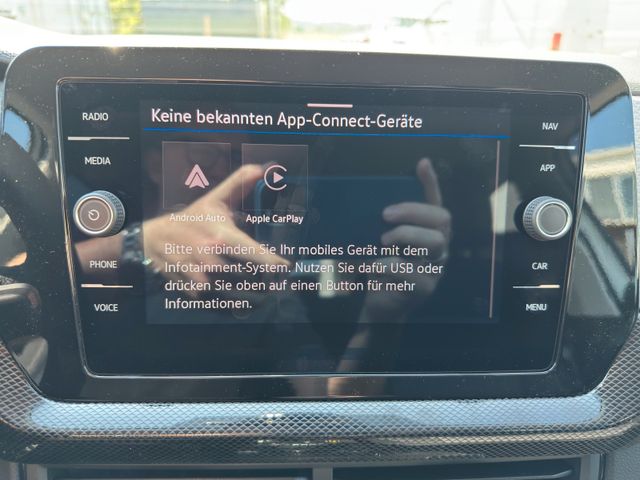 RADIO
MEDIA
PHONE
VOICE
Keine bekannten App-Connect-Geräte
Android Auto
Apple CarPlay
Bitte verbinden Sie Ihr mobiles Gerät mit dem
Infotainment-System. Nutzen Sie dafür USB oder
drücken Sie oben auf einen Button für mehr
Informationen.
NAV
APP
CAR
MENU